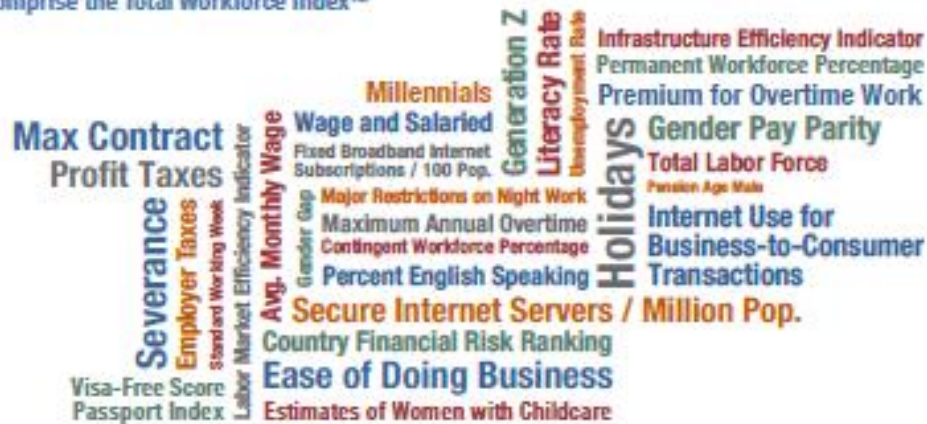 comprise the Total Workforce Index™
Generation Z
Literacy Rate
Unemployment Rate
Infrastructure Efficiency Indicator
Permanent Workforce Percentage
Premium for Overtime Work
Millennials
Wage and Salaried
Fixed Broadband Internet
Subscriptions / 100 Pop.
Max Contract
Profit Taxes
Labor Market Efficiency Indicator
Avg. Monthly Wage
Gender Gap
Major Restrictions on Night Work
Maximum Annual Overtime
Contingent Workforce Percentage
Percent English Speaking
Holidays
Gender Pay Parity
Total Labor Force
Pension Age Male
Internet Use for
Business-to-Consumer
Transactions
Severance
Employer Taxes
Standard Working Week
Secure Internet Servers / Million Pop.
Country Financial Risk Ranking
Ease of Doing Business
Visa-Free Score
Passport Index
Estimates of Women with Childcare